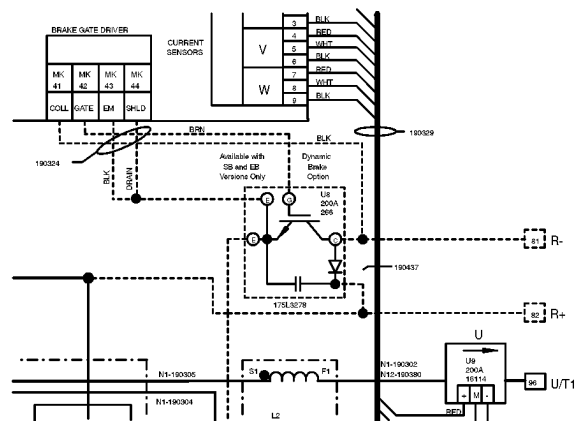 BRAKE GATE DRIVER
MK 41
MK 42
MK 43
MK 44
COLL
GATE
EM
SHLD
CURRENT
SENSORS
V
W
3
4
5
6
7
8
9
BLK
RED
WHT
BLK
RED
WHT
BLK
BRN
BLK
190329
190324
BLK
DRAIN
Available with
SB and EB
Versions Only
Dynamic
Brake
Option
U8
200A
266
E
G
E
C
81
R-
190437
175L3278
82
R+
U
N1-190305
S1
F1
N1-190302
N12-190380
U9
200A
16114
96
U/T1
N1-190304
L2
+
M
-
RED